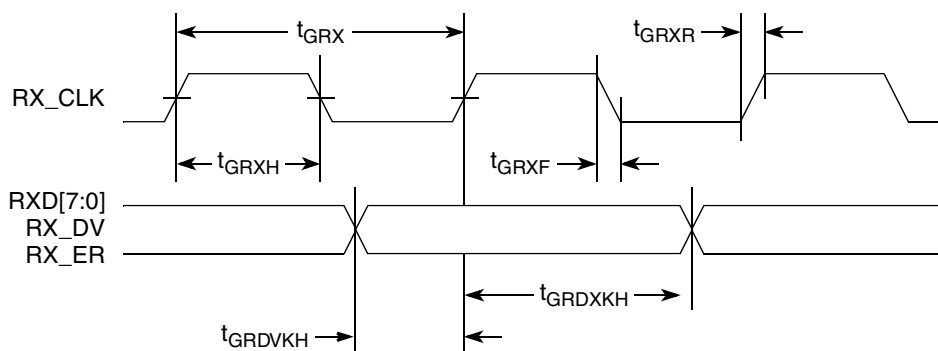 tGRX
tGRXR
RX_CLK
tGRXH
tGRXF
RXD[7:0]
RX_DV
RX_ER
tGRDXKH
tGRDVKH